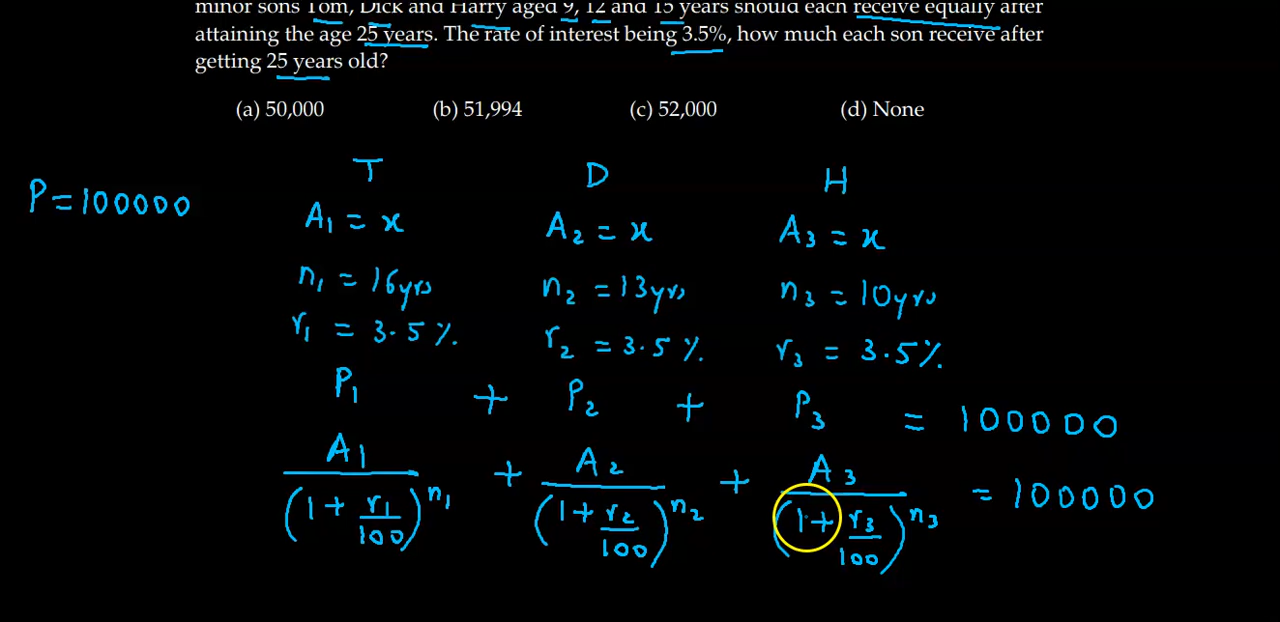 minor sons Tom, Dick and Harry aged 9, 12 and 15 years should each receive equally after
attaining the age 25 years. The rate of interest being 3.5%, how much each son receive after
getting 25 years old?
(a) 50,000 (b) 51,994 (c) 52,000 (d) None
T D H
P = 100000
A₁ = x A₂ = x A₃ = x
n₁ = 16yrs n₂ = 13yrs n₃ = 10yrs
r₁ = 3.5%. r₂ = 3.5%. r₃ = 3.5%.
P₁ + P₂ + P₃ = 100000
A₁/(1 + r₁/100)^n₁ + A₂/(1 + r₂/100)^n₂ + A₃/(1 + r₃/100)^n₃ = 100000